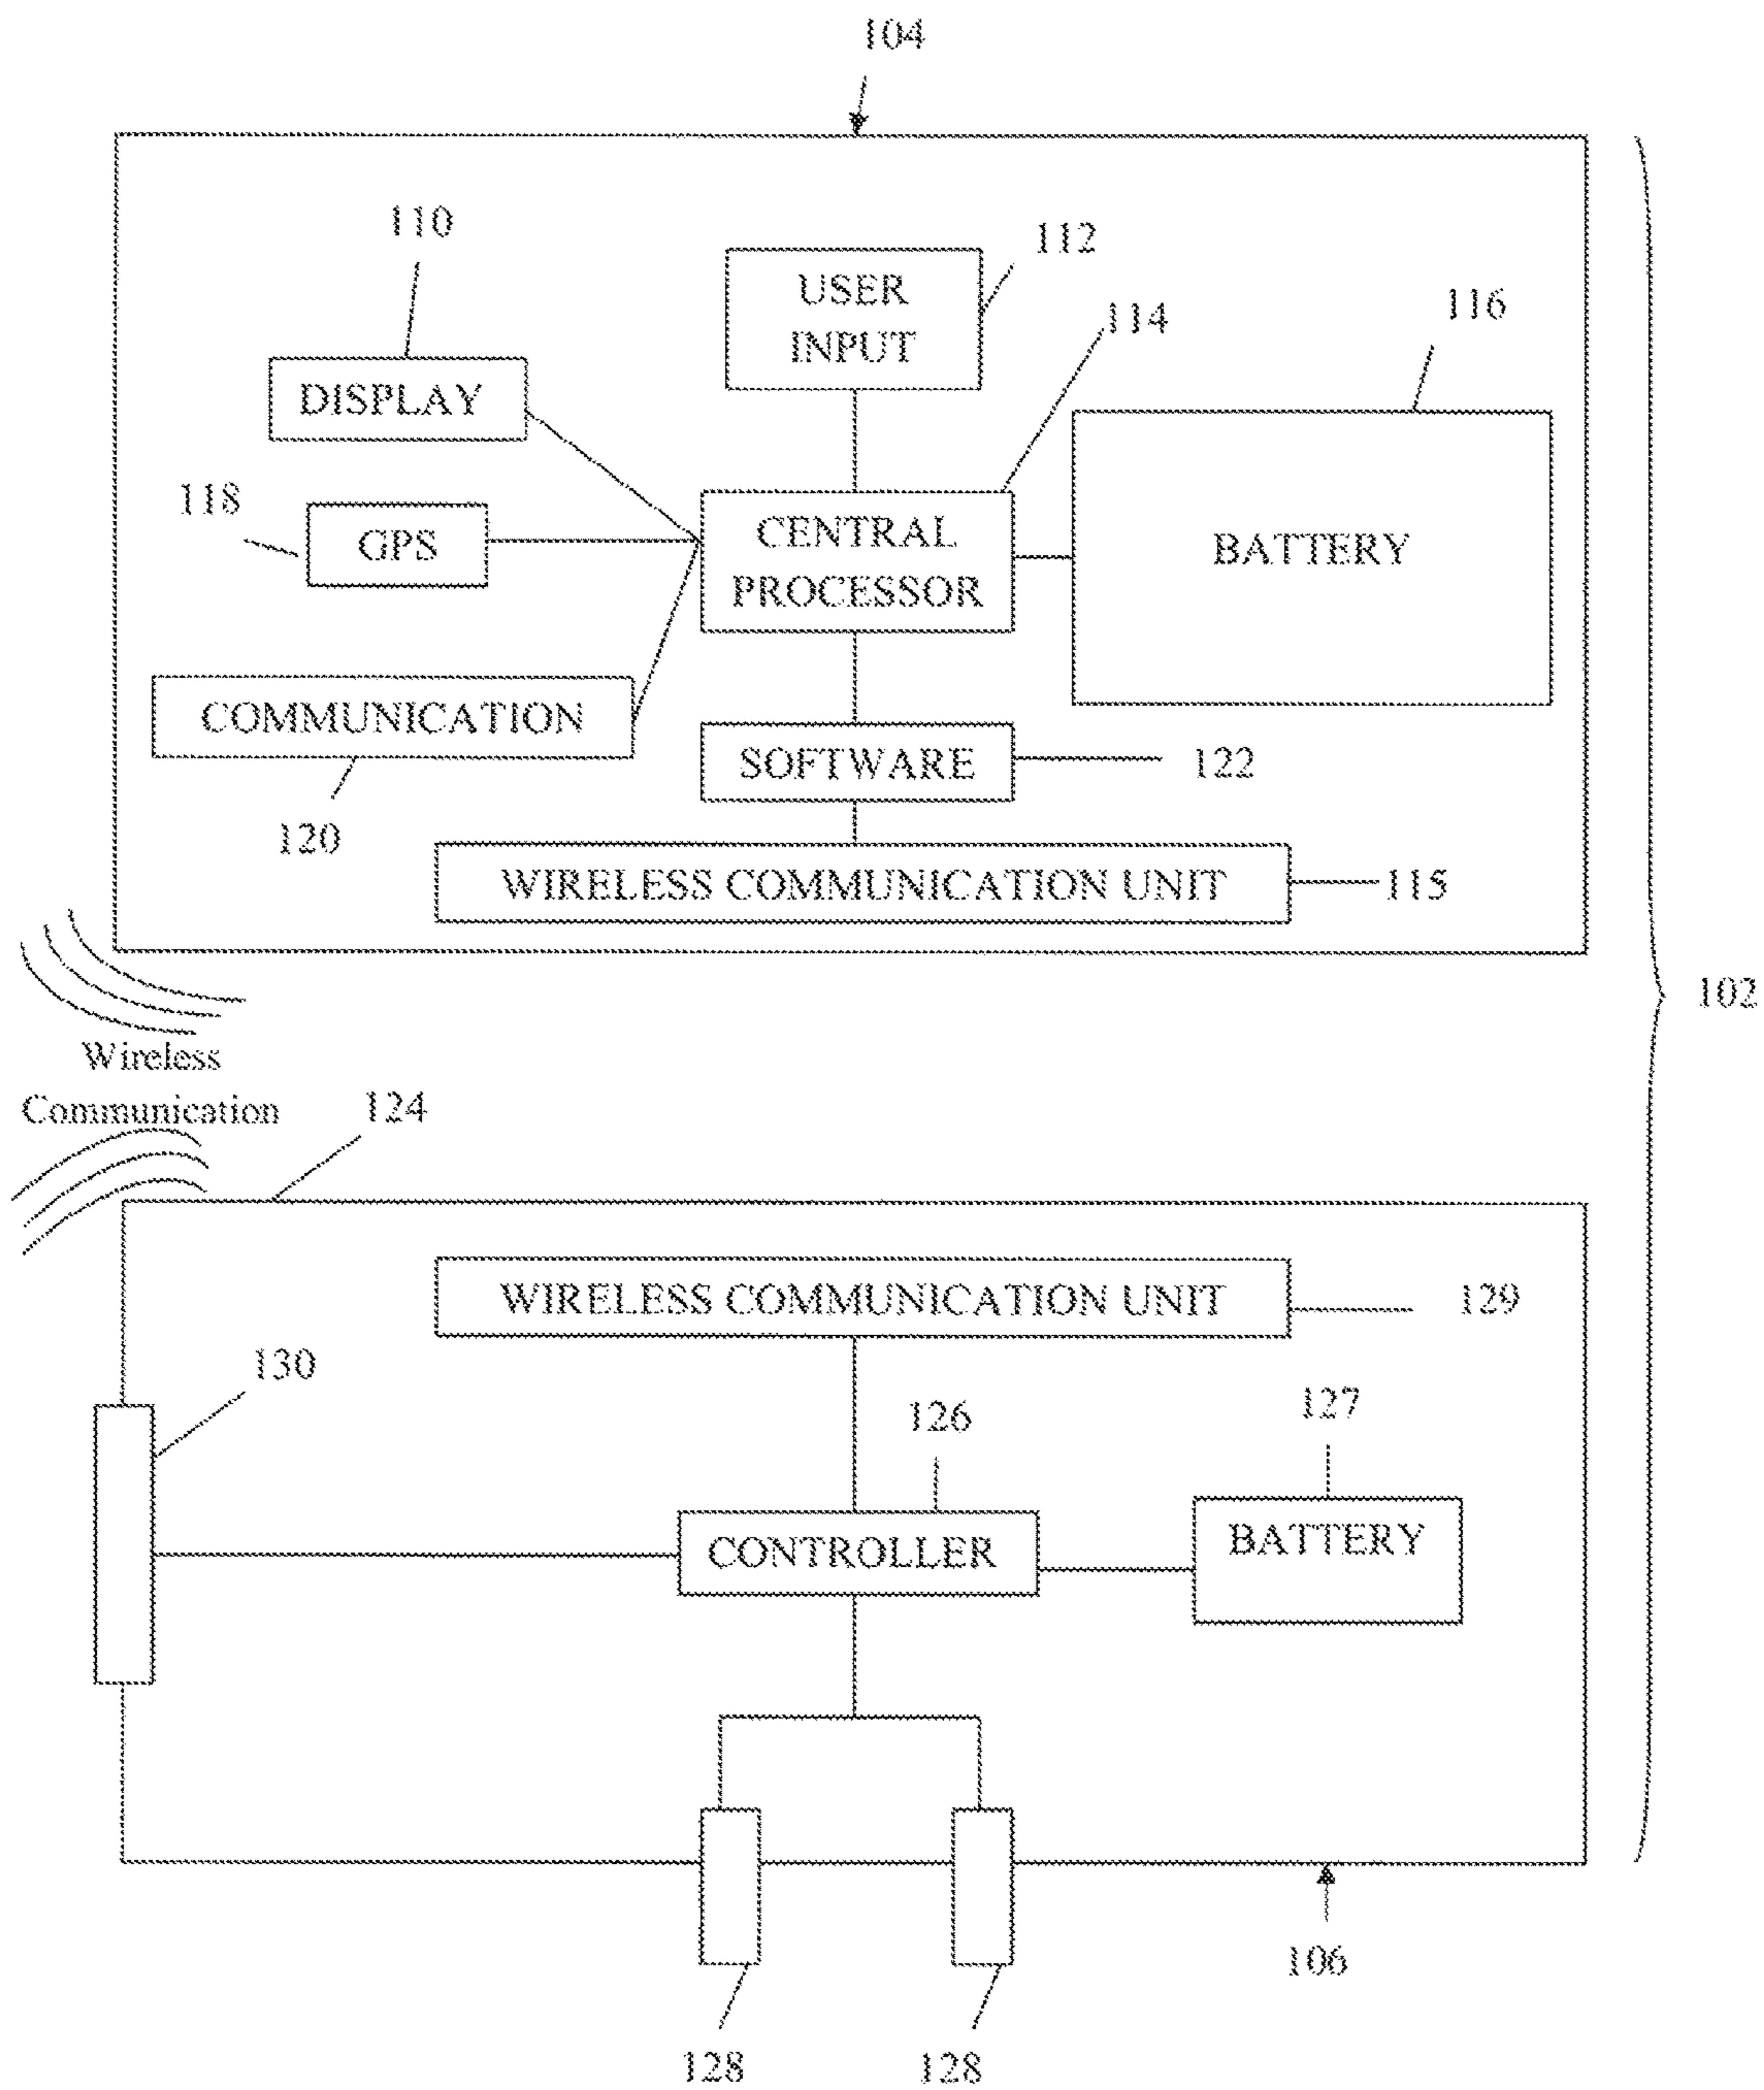 104
110
112
USER
INPUT
114
116
DISPLAY
118
GPS
CENTRAL
PROCESSOR
BATTERY
COMMUNICATION
SOFTWARE
122
120
WIRELESS COMMUNICATION UNIT
115
102
Wireless
Communication
124
WIRELESS COMMUNICATION UNIT
129
130
126
127
CONTROLLER
BATTERY
106
128
128